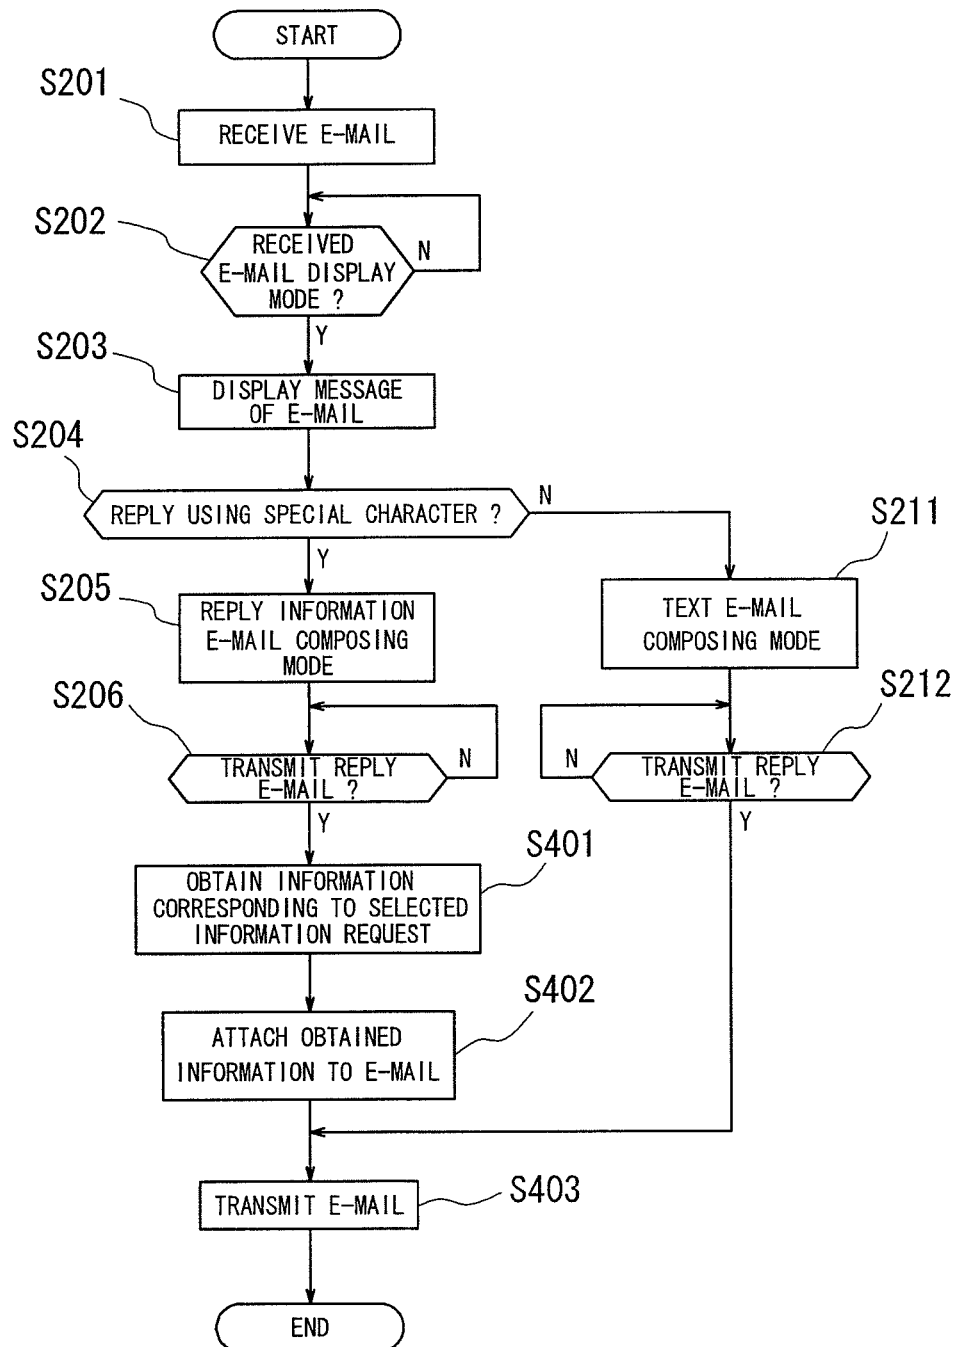 START
S201
RECEIVE E-MAIL
S202
RECEIVED
E-MAIL DISPLAY
MODE ?
N
Y
S203
DISPLAY MESSAGE
OF E-MAIL
S204
REPLY USING SPECIAL CHARACTER ?
N
Y
S205
REPLY INFORMATION
E-MAIL COMPOSING
MODE
S211
TEXT E-MAIL
COMPOSING MODE
S206
TRANSMIT REPLY
E-MAIL ?
N
Y
S212
TRANSMIT REPLY
E-MAIL ?
N
Y
S401
OBTAIN INFORMATION
CORRESPONDING TO SELECTED
INFORMATION REQUEST
S402
ATTACH OBTAINED
INFORMATION TO E-MAIL
S403
TRANSMIT E-MAIL
END